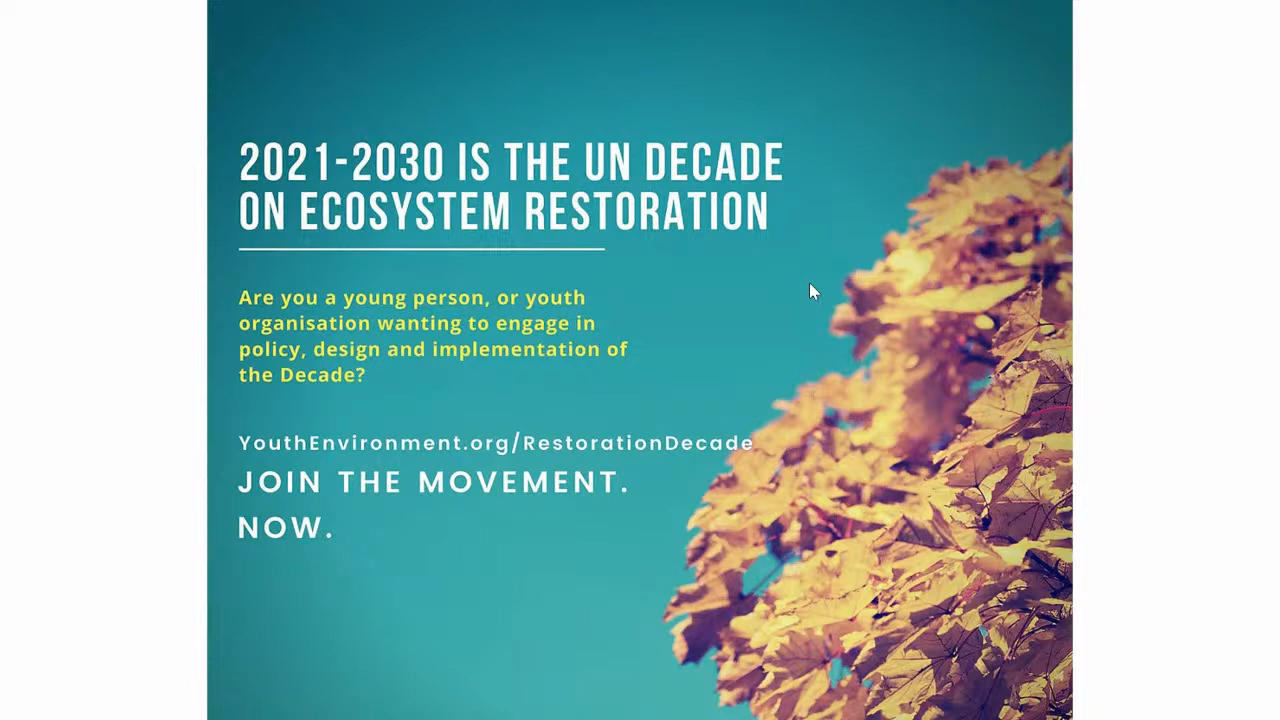 2021-2030 IS THE UN DECADE
ON ECOSYSTEM RESTORATION
Are you a young person, or youth
organisation wanting to engage in
policy, design and implementation of
the Decade?
YouthEnvironment.org/RestorationDecade
JOIN THE MOVEMENT.
NOW.